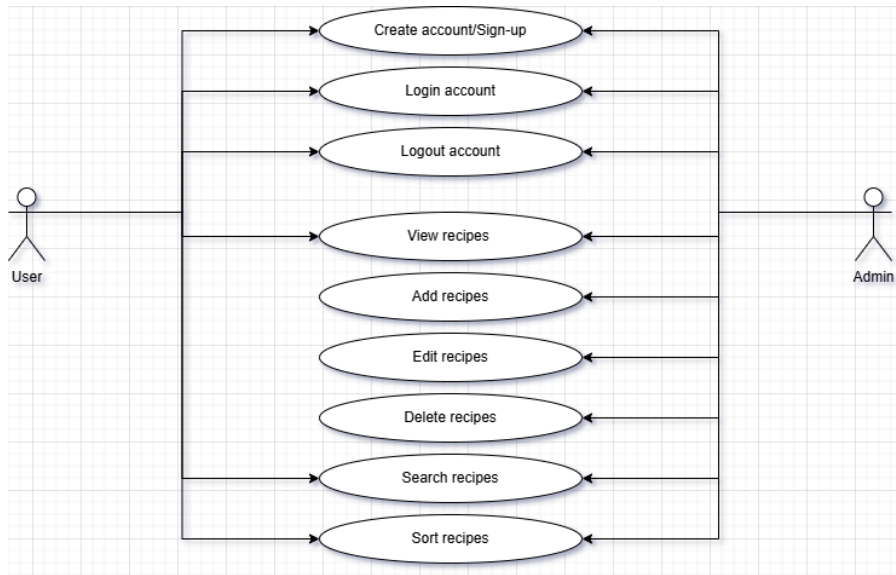 Create account/Sign-up
Login account
Logout account
View recipes
User
Admin
Add recipes
Edit recipes
Delete recipes
Search recipes
Sort recipes